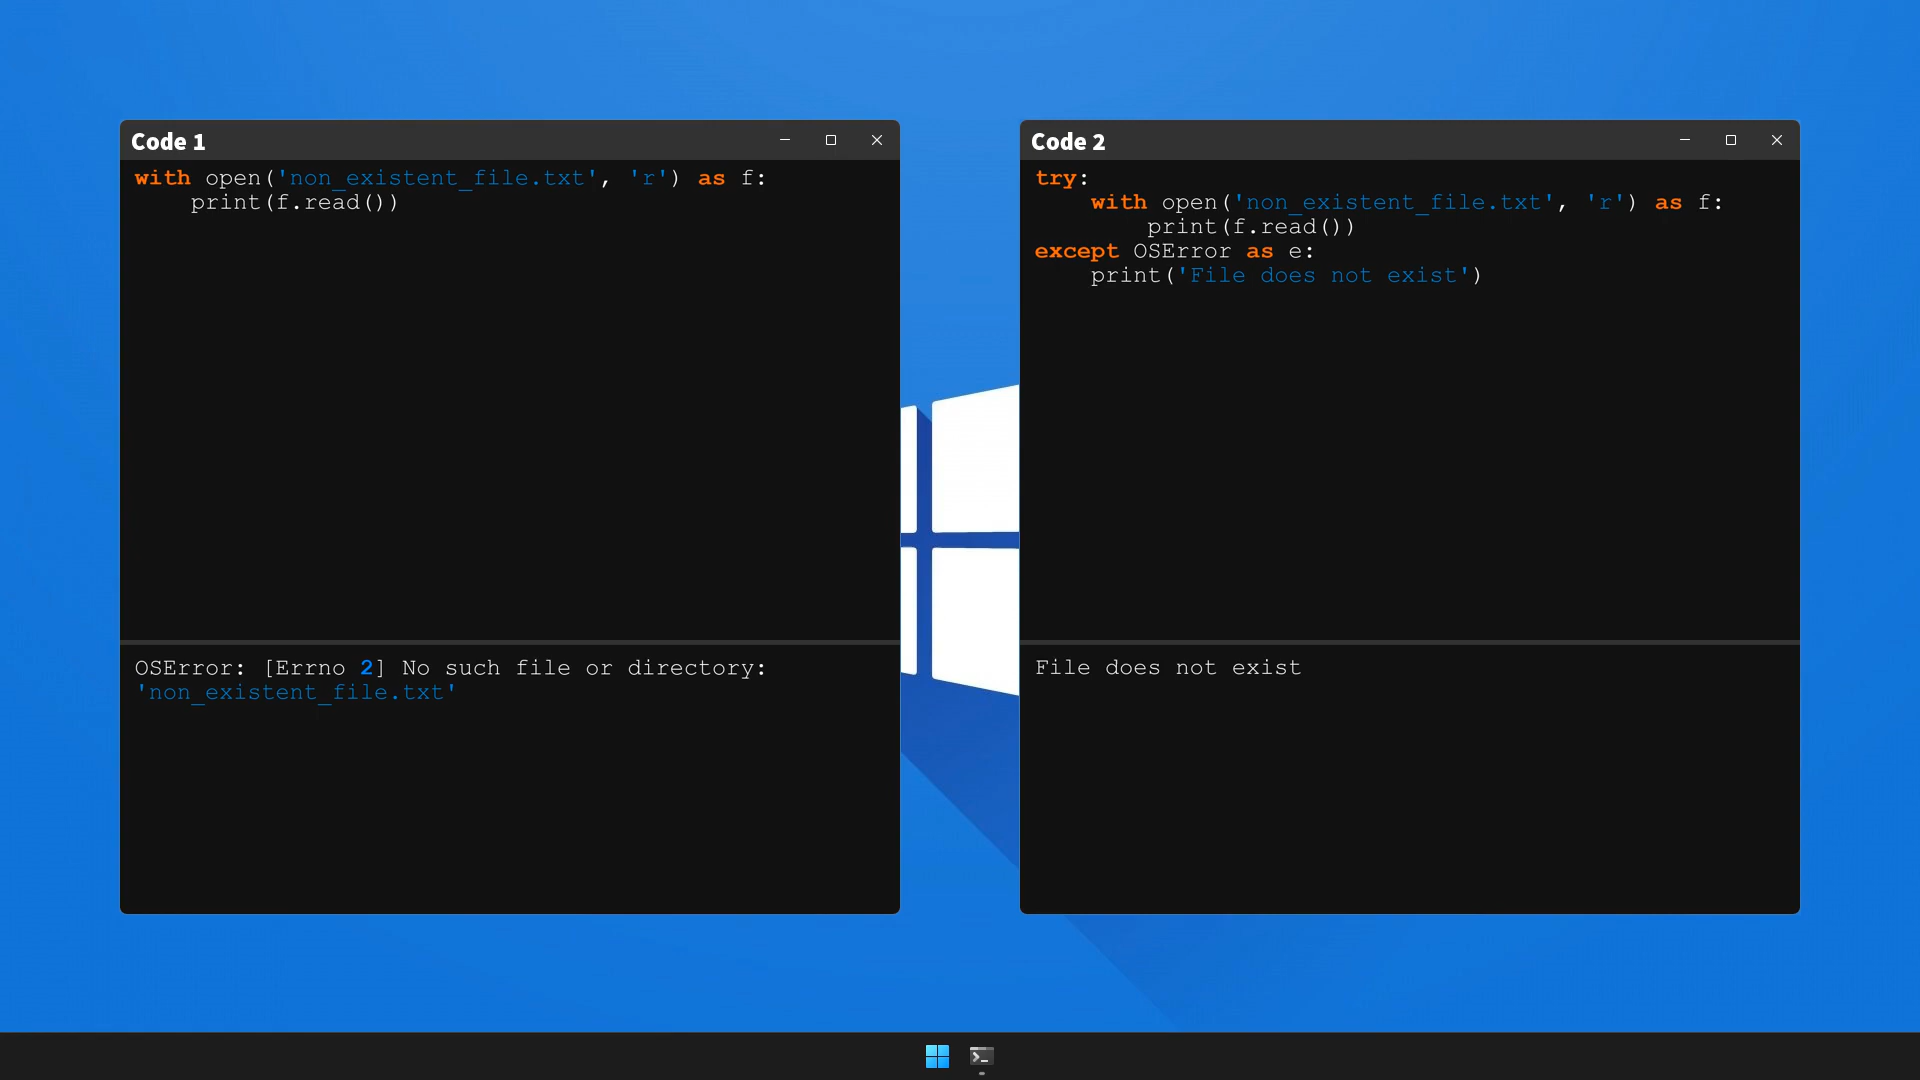 Code 1
with open('non_existent_file.txt', 'r') as f:
    print(f.read())
OSError: [Errno 2] No such file or directory:
'non_existent_file.txt'
Code 2
try:
    with open('non_existent_file.txt', 'r') as f:
        print(f.read())
except OSError as e:
    print('File does not exist')
File does not exist